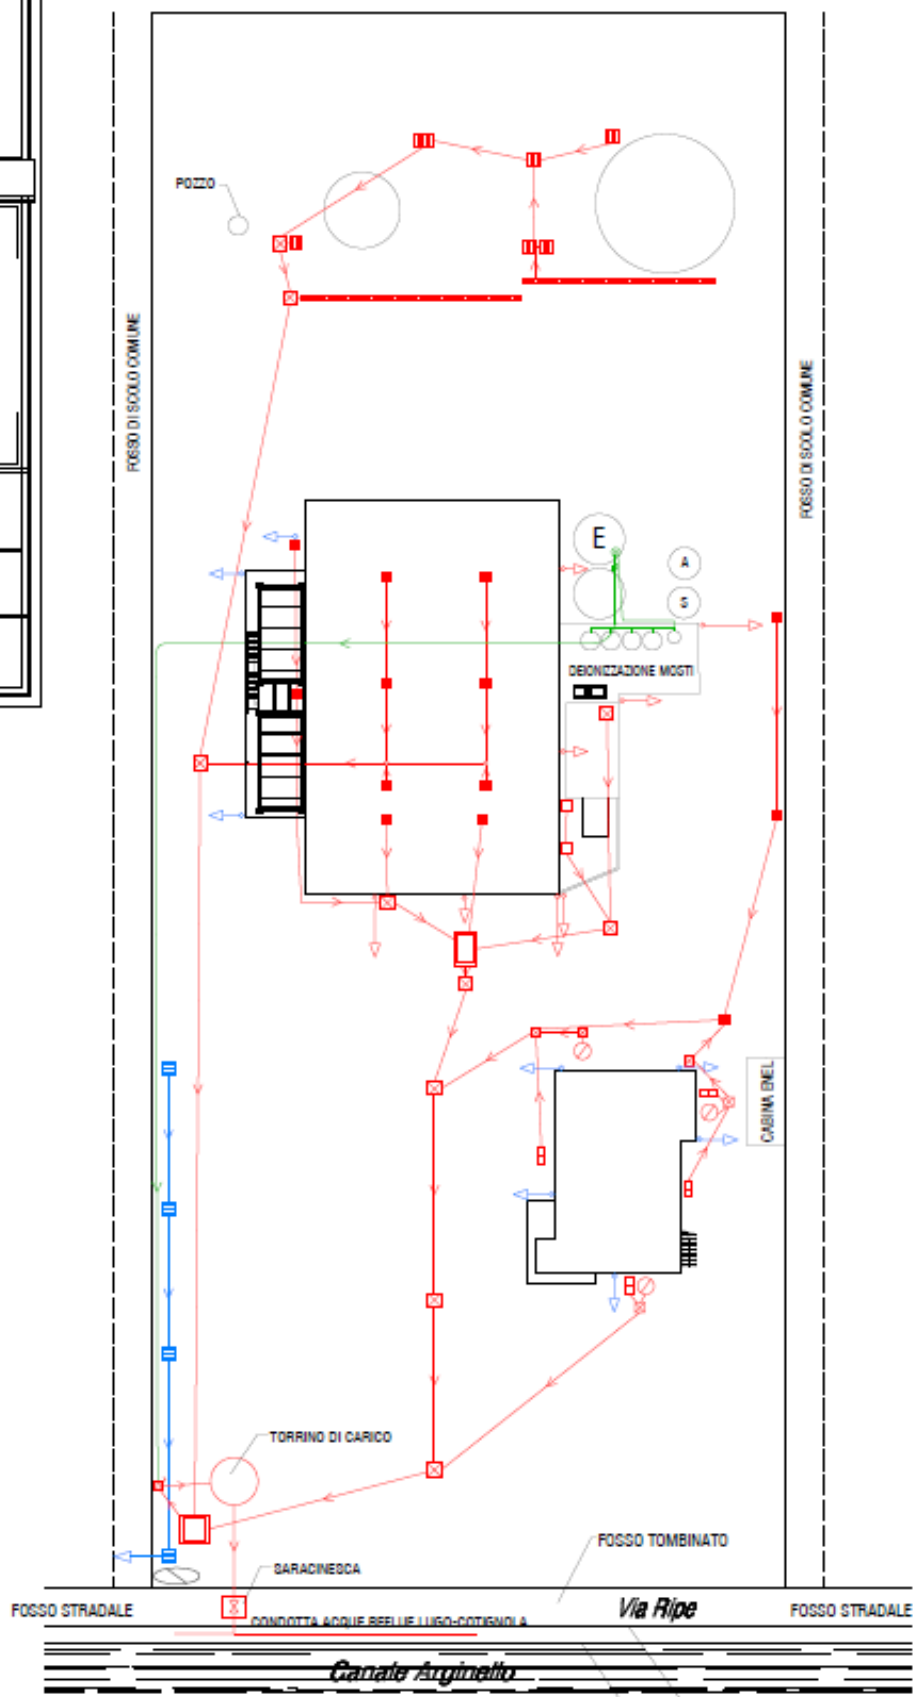 POZZO
FOSSO DI SCOLO COMUNE
FOSSO DI SCOLO COMUNE
E
A
S
DEIONIZZAZIONE MOSTI
CABINA ENEL
TORRINO DI CARICO
FOSSO TOMBINATO
SARACINESCA
FOSSO STRADALE
Via Ripe
FOSSO STRADALE
CONDOTTA ACQUE REFLUE LUGO-COTIGNOLA
Canale Arginello